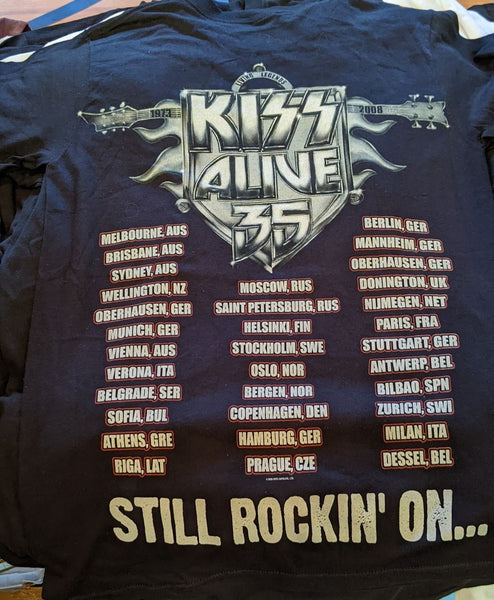 LIVING LEGENDS
1973
2008
KISS
ALIVE
35
MELBOURNE, AUS
BRISBANE, AUS
SYDNEY, AUS
WELLINGTON, NZ
OBERHAUSEN, GER
MUNICH, GER
VIENNA, AUS
VERONA, ITA
BELGRADE, SER
SOFIA, BUL
ATHENS, GRE
RIGA, LAT
MOSCOW, RUS
SAINT PETERSBURG, RUS
HELSINKI, FIN
STOCKHOLM, SWE
OSLO, NOR
BERGEN, NOR
COPENHAGEN, DEN
HAMBURG, GER
PRAGUE, CZE
BERLIN, GER
MANNHEIM, GER
OBERHAUSEN, GER
DONINGTON, UK
NIJMEGEN, NET
PARIS, FRA
STUTTGART, GER
ANTWERP, BEL
BILBAO, SPN
ZURICH, SWI
MILAN, ITA
DESSEL, BEL
STILL ROCKIN' ON...